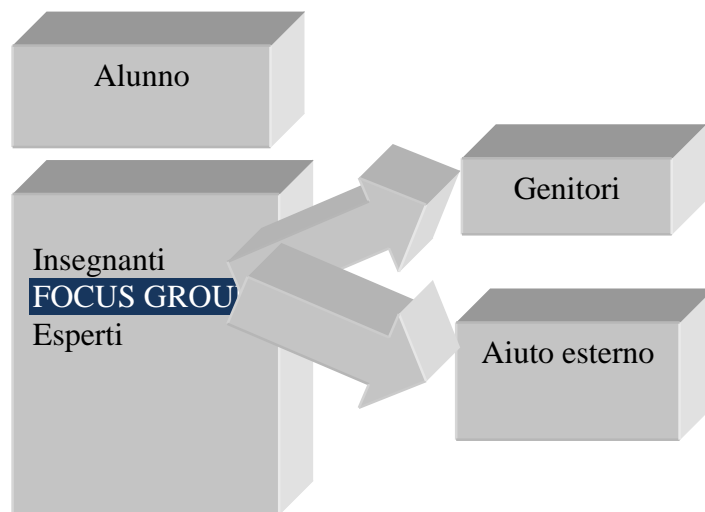 Alunno
Insegnanti
FOCUS GROU
Esperti
Genitori
Aiuto esterno